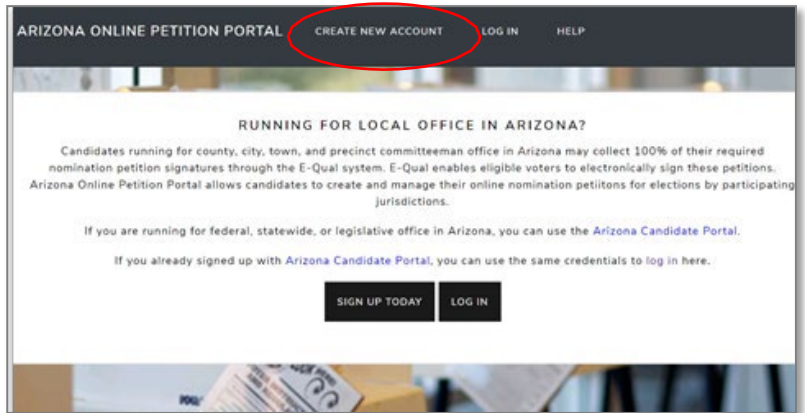 ARIZONA ONLINE PETITION PORTAL CREATE NEW ACCOUNT LOG IN HELP
RUNNING FOR LOCAL OFFICE IN ARIZONA?
Candidates running for county, city, town, and precinct committeeman office in Arizona may collect 100% of their required
nomination petition signatures through the E-Qual system. E-Qual enables eligible voters to electronically sign these petitions.
Arizona Online Petition Portal allows candidates to create and manage their online nomination petiitons for elections by participating
jurisdictions.
If you are running for federal, statewide, or legislative office in Arizona, you can use the Arizona Candidate Portal.
If you already signed up with Arizona Candidate Portal, you can use the same credentials to log in here.
SIGN UP TODAY LOG IN